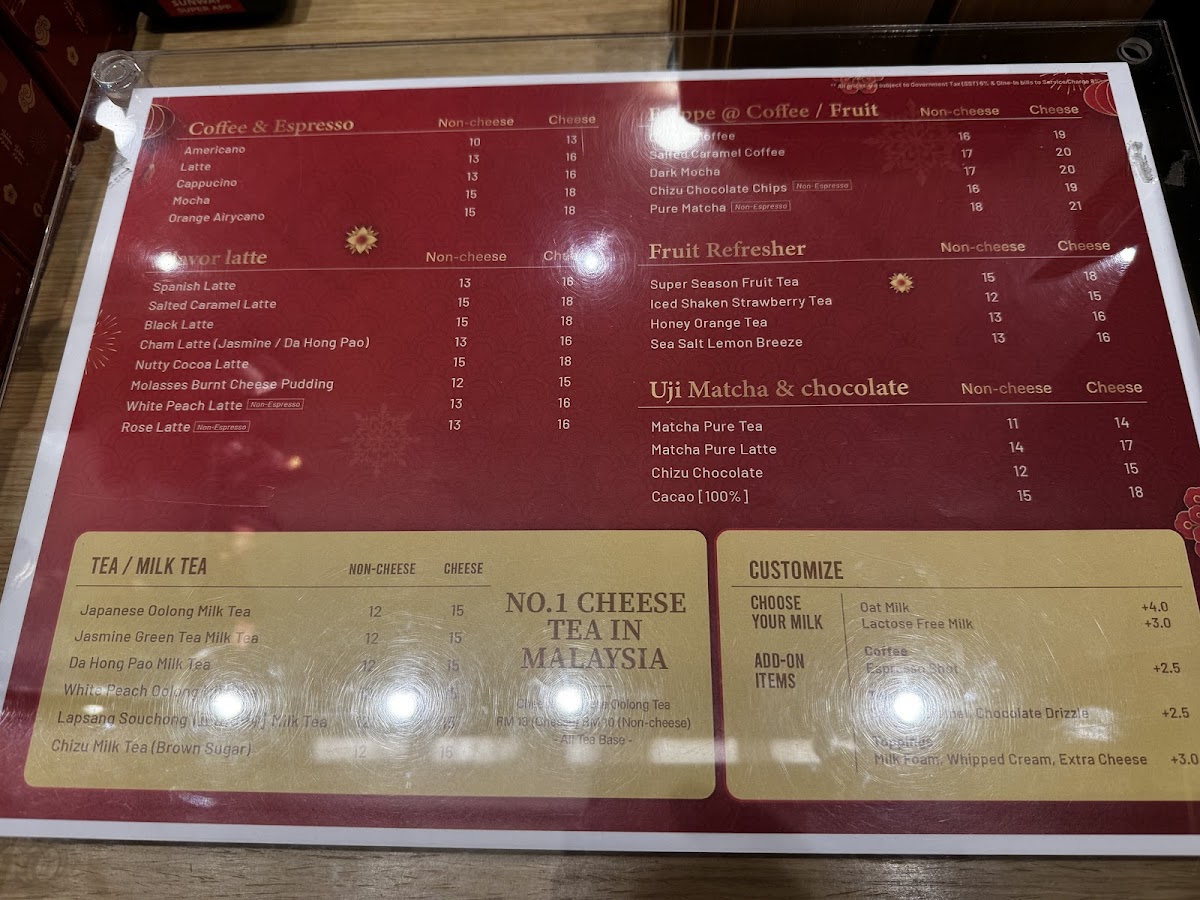 SUNWAY
SUPER APP
** All prices are subject to Government Tax (SST) 6% & Dine-in bills to Service Charge
Coffee & Espresso Non-cheese Cheese
Americano 10 13
Latte 13 16
Cappucino 13 16
Mocha 15 18
Orange Airycano 15 18
latte Non-cheese
Spanish Latte 13 16
Salted Caramel Latte 15 18
Black Latte 15 18
Cham Latte (Jasmine / Da Hong Pao) 13 16
Nutty Cocoa Latte 15 18
Molasses Burnt Cheese Pudding 12 15
White Peach Latte Non-Espresso 13 16
Rose Latte Non-Espresso 13 16
@ Coffee / Fruit Non-cheese Cheese
Coffee 16 19
Salted Caramel Coffee 17 20
Dark Mocha 17 20
Chizu Chocolate Chips Non-Espresso 16 19
Pure Matcha Non-Espresso 18 21
Fruit Refresher Non-cheese Cheese
Super Season Fruit Tea 15 18
Iced Shaken Strawberry Tea 12 15
Honey Orange Tea 13 16
Sea Salt Lemon Breeze 13 16
Uji Matcha & chocolate Non-cheese Cheese
Matcha Pure Tea 11 14
Matcha Pure Latte 14 17
Chizu Chocolate 12 15
Cacao [100%] 15 18
TEA / MILK TEA NON-CHEESE CHEESE
Japanese Oolong Milk Tea 12 15
Jasmine Green Tea Milk Tea 12 15
Da Hong Pao Milk Tea 12 15
White Peach Oolong
Lapsang Souchong Milk Tea 12 15
Chizu Milk Tea (Brown Sugar) 12 15
NO.1 CHEESE
TEA IN
MALAYSIA
Oolong Tea
(Non-cheese)
- All Tea Base -
CUSTOMIZE
CHOOSE
YOUR MILK
Oat Milk +4.0
Lactose Free Milk +3.0
ADD-ON
ITEMS
Coffee
Espresso Shot +2.5
Chocolate Drizzle +2.5
Toppings
Milk Foam, Whipped Cream, Extra Cheese +3.0